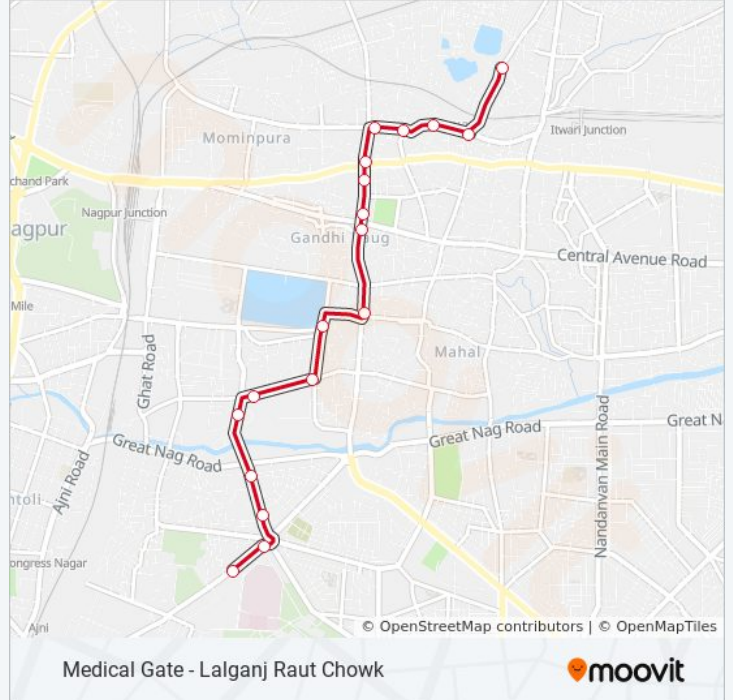 Mominpura
Itwari Junction
chand Park
Nagpur Junction
agpur
Gandhi
ug
Central Avenue Road
Mile
Ghat Road
Mahal
Great Nag Road
Great N
Great Nag Road
Ajni Road
Nandanvan Main Road
ntoli
ongress Nagar
Ajni
© OpenStreetMap contributors | © OpenMapTiles
Medical Gate - Lalganj Raut Chowk
moovit